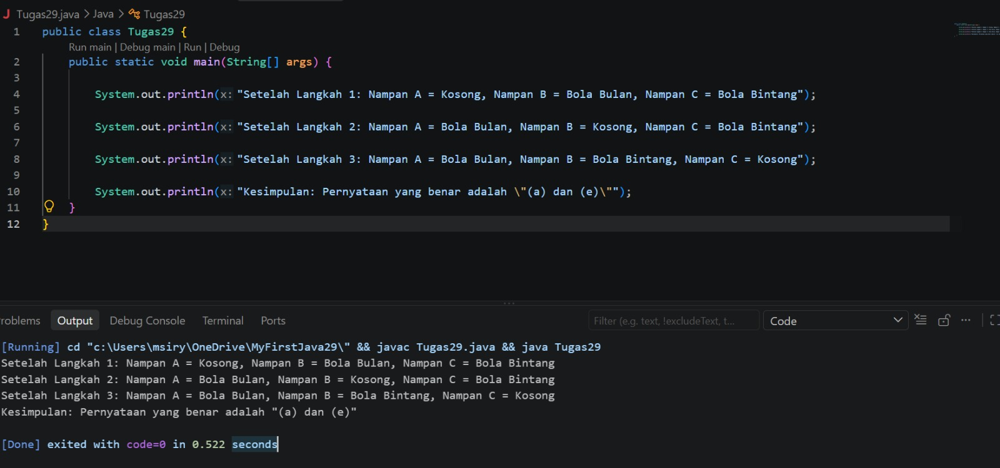 Tugas29.java > Java > Tugas29
1 public class Tugas29 {
Run main | Debug main | Run | Debug
2 public static void main(String[] args) {
3
4 System.out.println(x: "Setelah Langkah 1: Nampan A = Kosong, Nampan B = Bola Bulan, Nampan C = Bola Bintang");
5
6 System.out.println(x: "Setelah Langkah 2: Nampan A = Bola Bulan, Nampan B = Kosong, Nampan C = Bola Bintang");
7
8 System.out.println(x: "Setelah Langkah 3: Nampan A = Bola Bulan, Nampan B = Bola Bintang, Nampan C = Kosong");
9
10 System.out.println(x: "Kesimpulan: Pernyataan yang benar adalah \"(a) dan (e)\"");
11 }
12 }
roblems Output Debug Console Terminal Ports Filter (e.g. text, !excludeText, t... Code
[Running] cd "c:\Users\msiry\OneDrive\MyFirstJava29\" && javac Tugas29.java && java Tugas29
Setelah Langkah 1: Nampan A = Kosong, Nampan B = Bola Bulan, Nampan C = Bola Bintang
Setelah Langkah 2: Nampan A = Bola Bulan, Nampan B = Kosong, Nampan C = Bola Bintang
Setelah Langkah 3: Nampan A = Bola Bulan, Nampan B = Bola Bintang, Nampan C = Kosong
Kesimpulan: Pernyataan yang benar adalah "(a) dan (e)"
[Done] exited with code=0 in 0.522 seconds